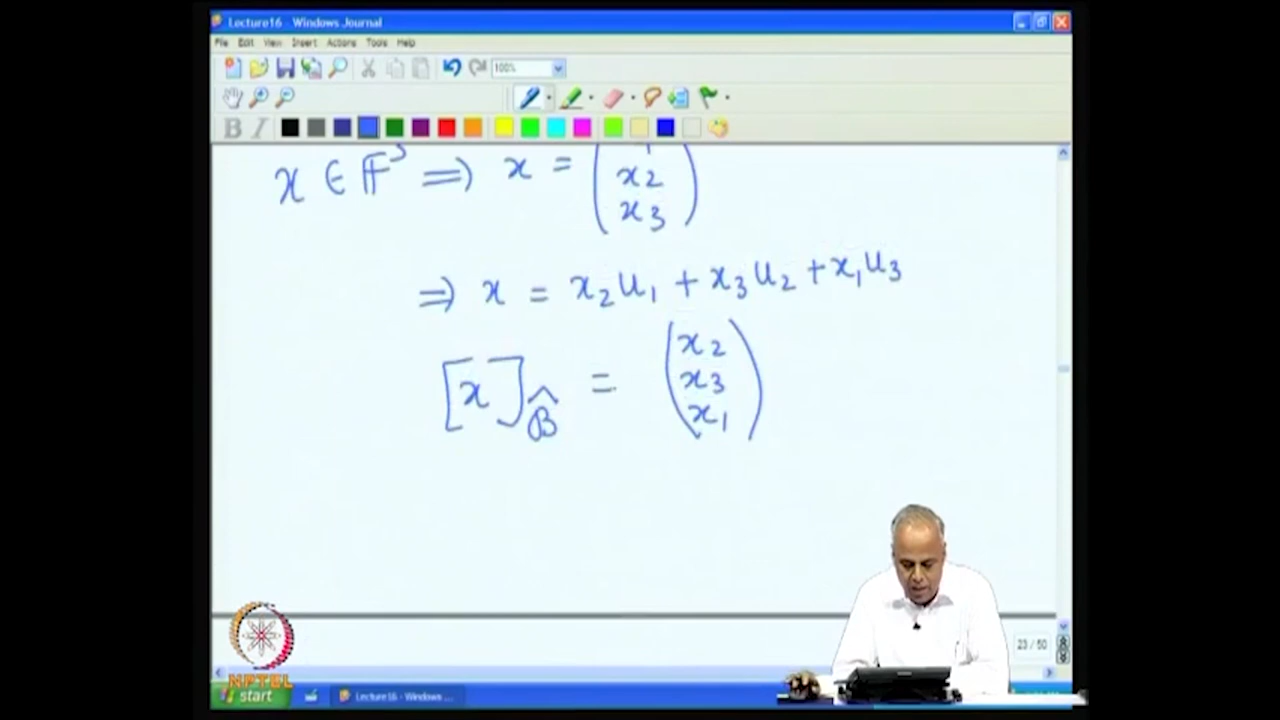 Lecture16 - Windows Journal
File Edit View Insert Actions Tools Help
100%
B I
x ∈ F³ ⟹ x = ( x₂ x₃ )
⟹ x = x₂u₁ + x₃u₂ + x₁u₃
[x]_B̂ = ( x₂ x₃ x₁ )
23 / 50
NPTEL
start Lecture16 - Windows ...